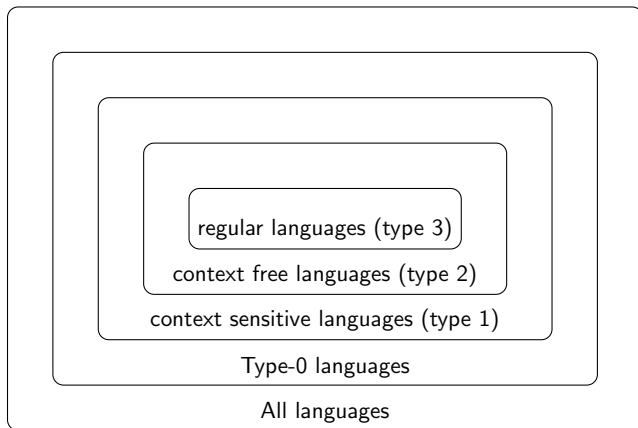 regular languages (type 3)
context free languages (type 2)
context sensitive languages (type 1)
Type-0 languages
All languages